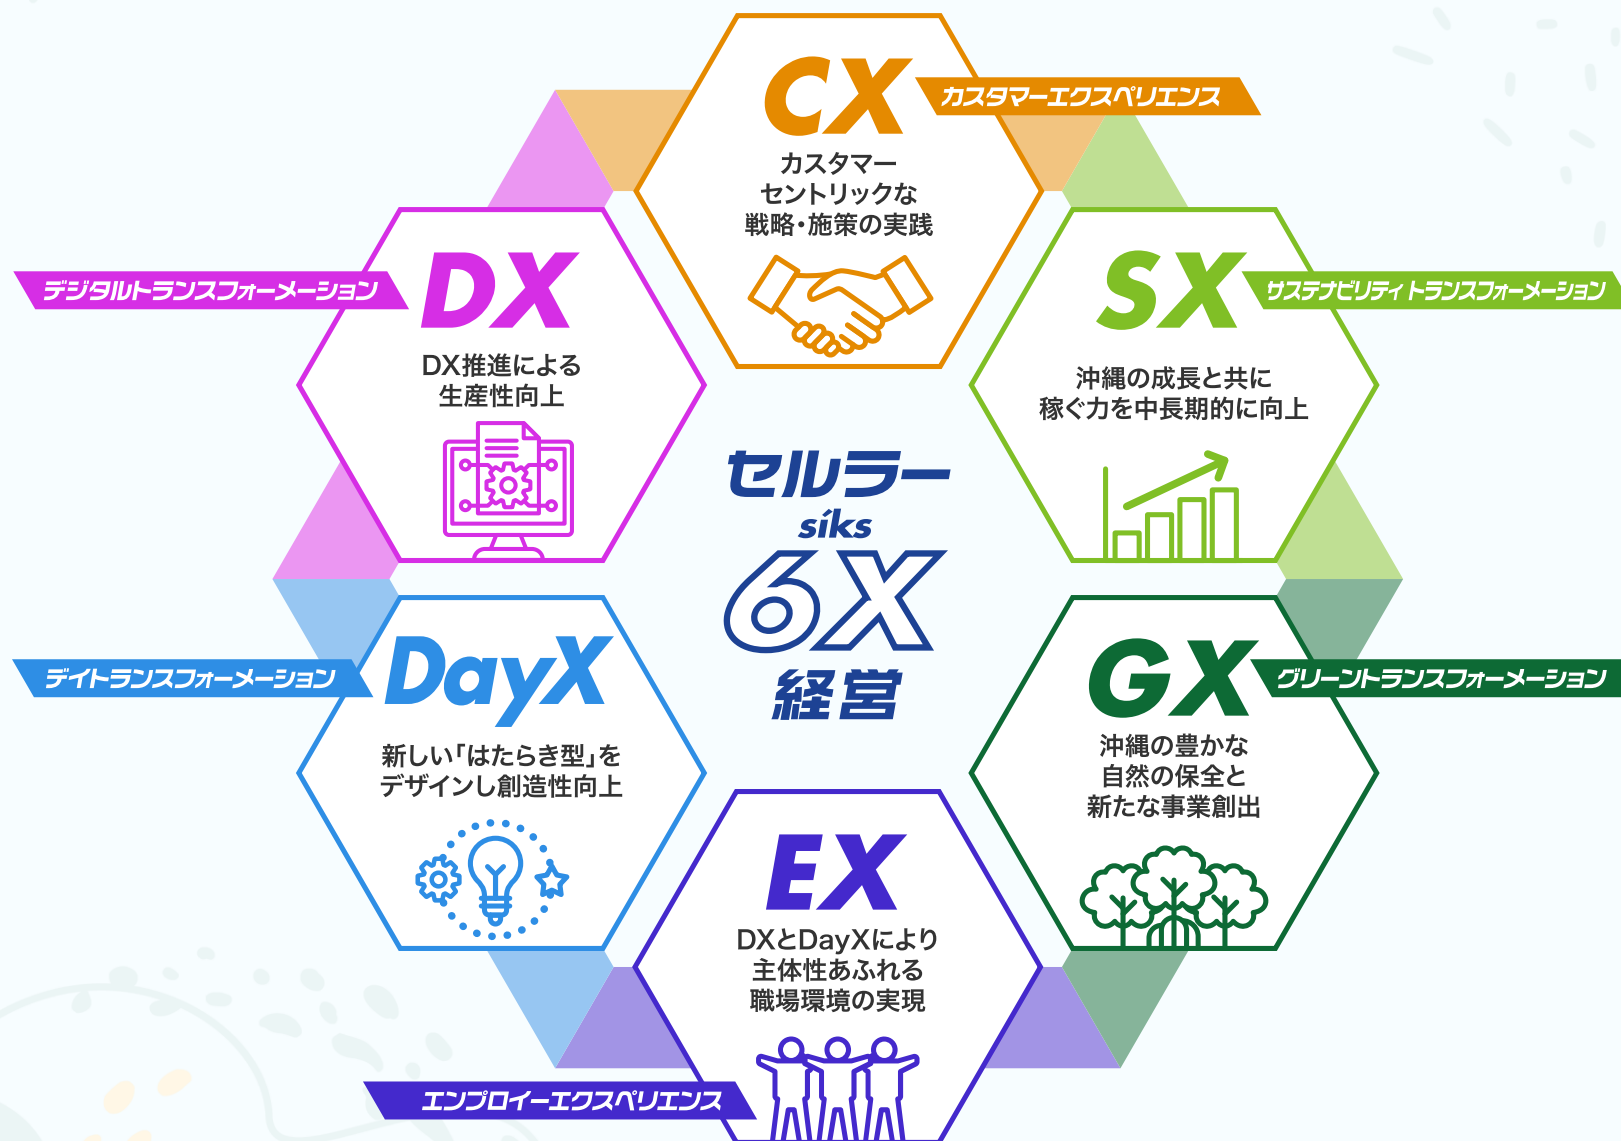 CX
カスタマーエクスペリエンス
カスタマー
セントリックな
戦略・施策の実践
DX
デジタルトランスフォーメーション
DX推進による
生産性向上
SX
サステナビリティ トランスフォーメーション
沖縄の成長と共に
稼ぐ力を中長期的に向上
セルラー
síks
6X
経営
DayX
デイトランスフォーメーション
新しい「はたらき型」を
デザインし創造性向上
GX
グリーントランスフォーメーション
沖縄の豊かな
自然の保全と
新たな事業創出
EX
DXとDayXにより
主体性あふれる
職場環境の実現
エンプロイーエクスペリエンス